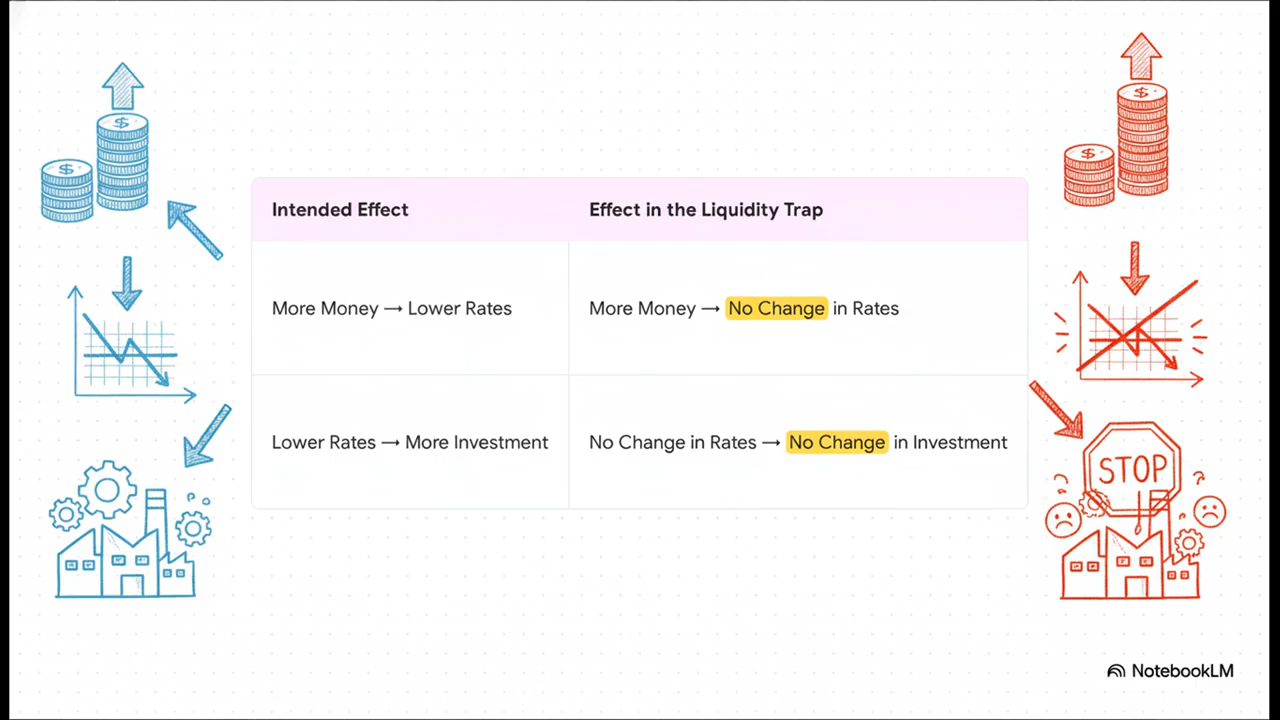 Intended Effect
Effect in the Liquidity Trap
More Money → Lower Rates
More Money → No Change in Rates
Lower Rates → More Investment
No Change in Rates → No Change in Investment
$
$
$
$
STOP
NotebookLM